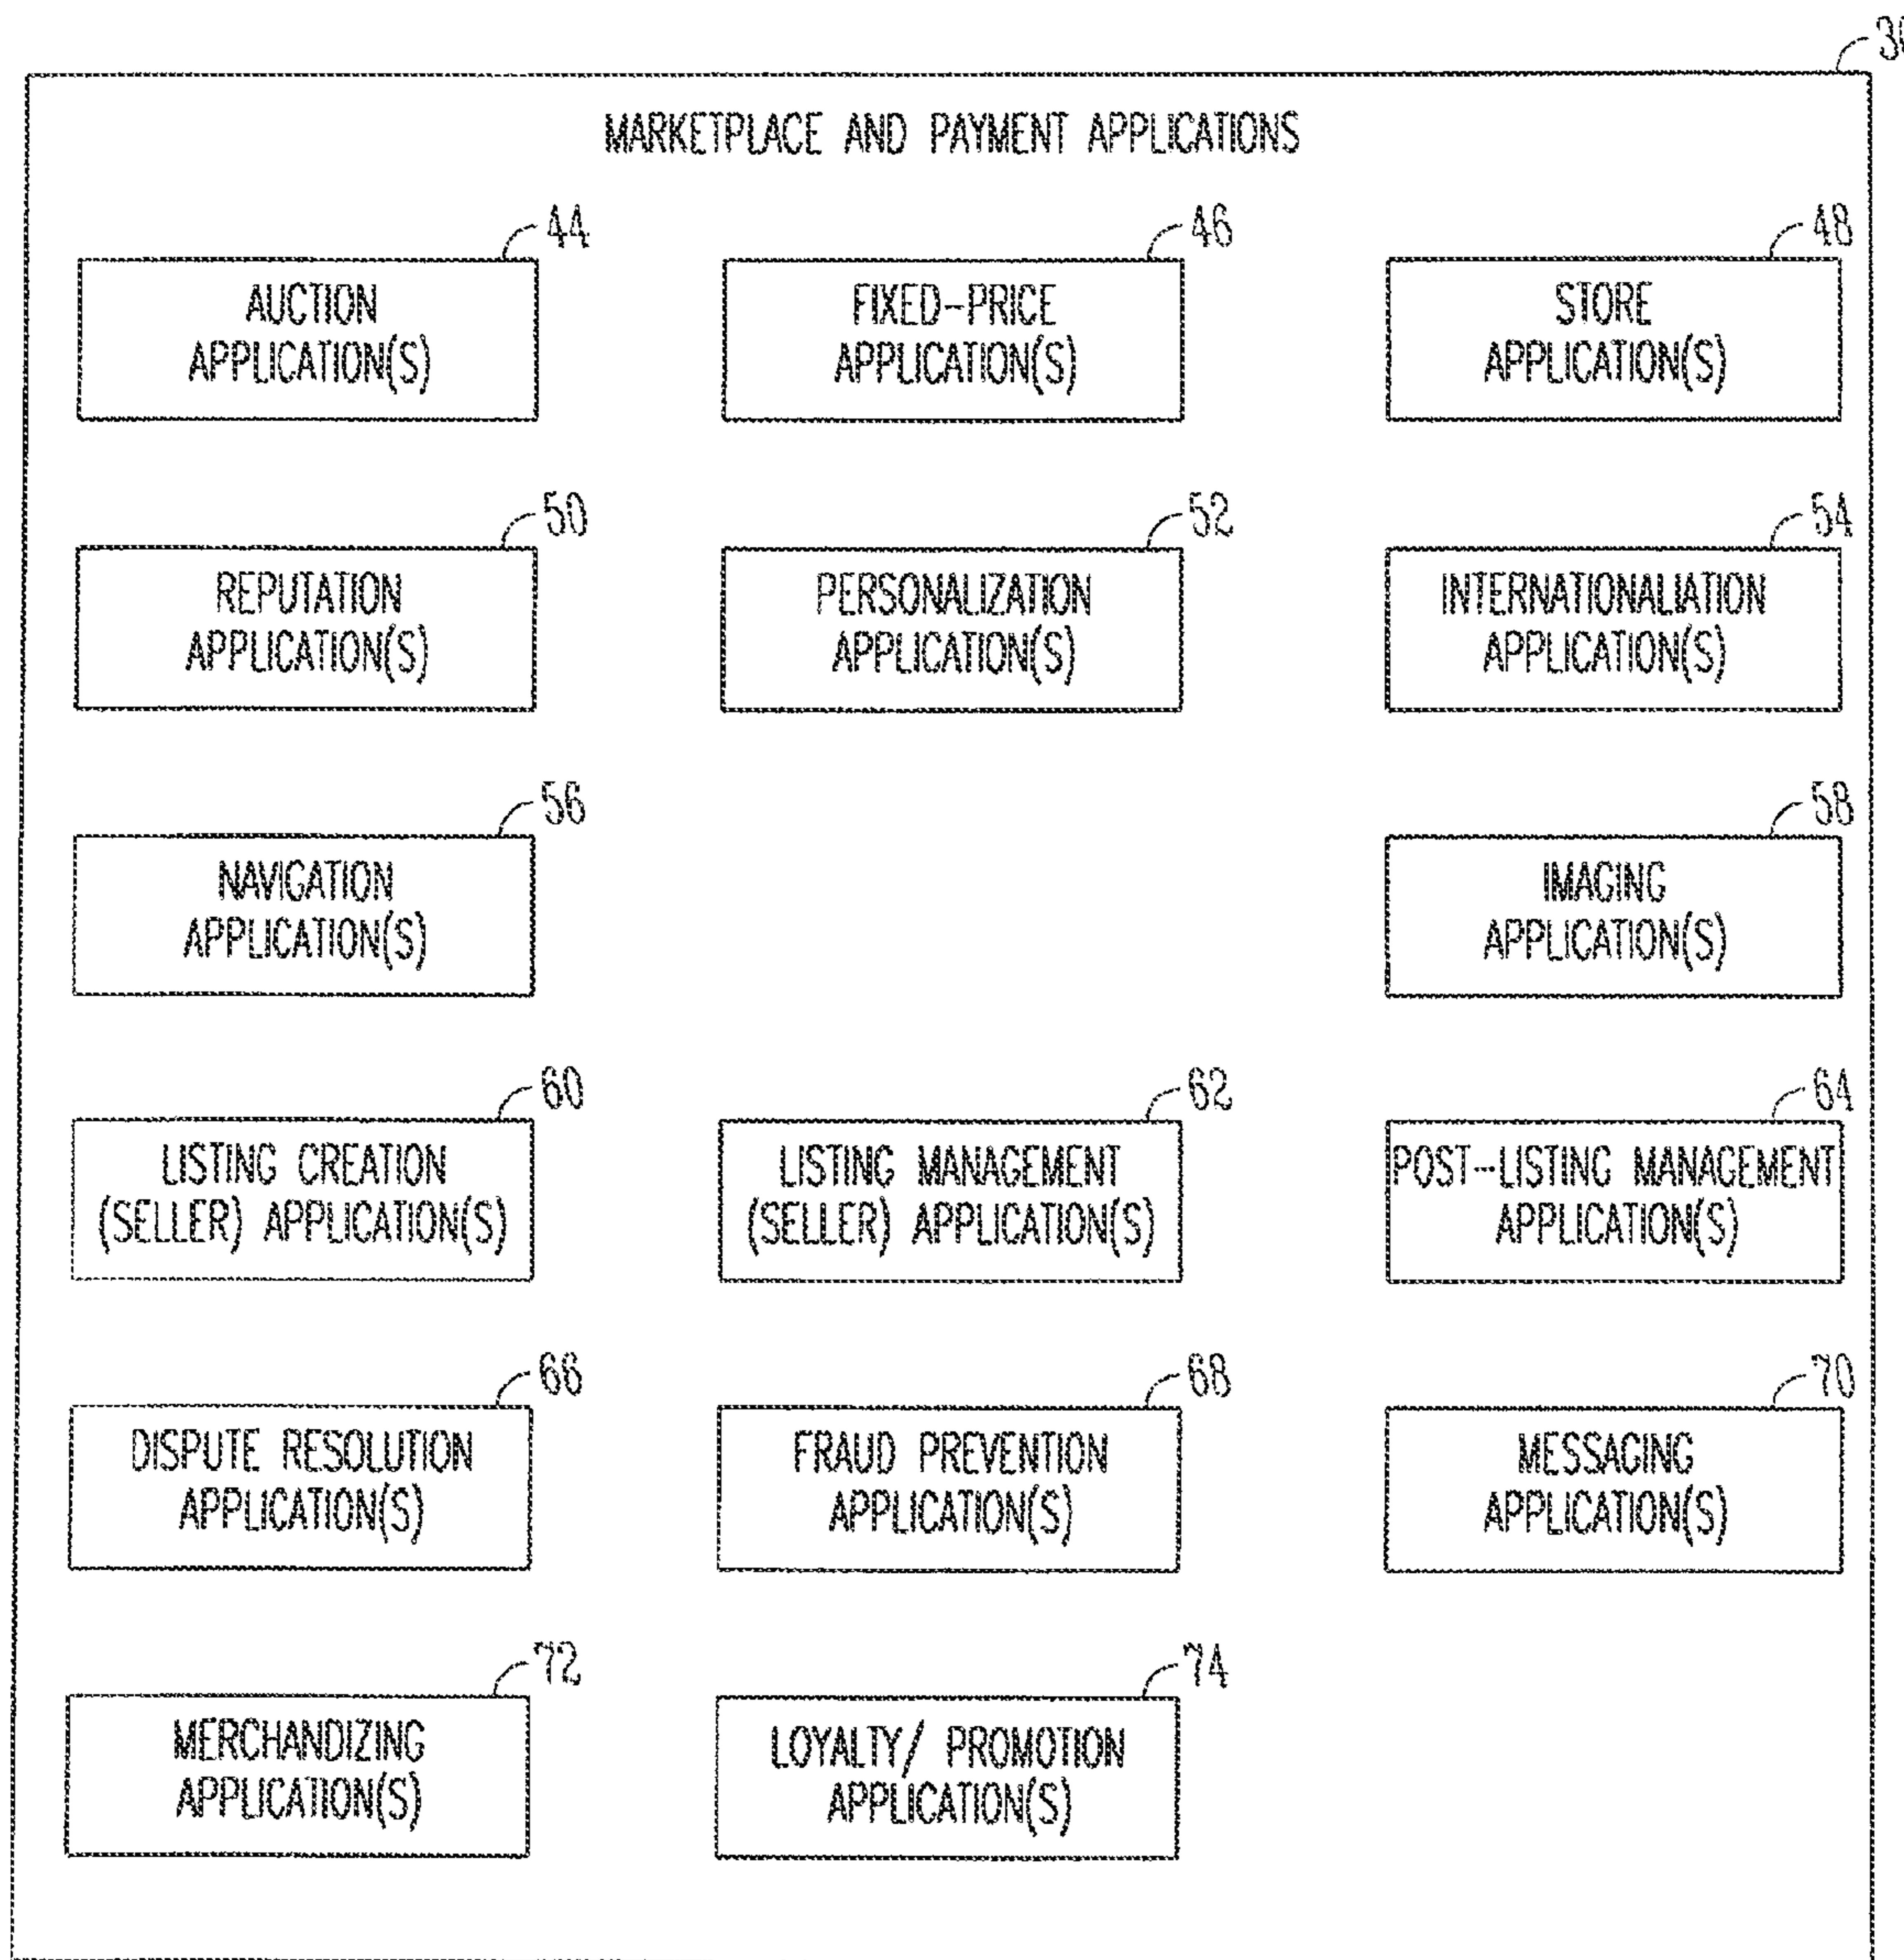 MARKETPLACE AND PAYMENT APPLICATIONS
44
46
48
AUCTION
APPLICATION(S)
FIXED-PRICE
APPLICATION(S)
STORE
APPLICATION(S)
50
52
54
REPUTATION
APPLICATION(S)
PERSONALIZATION
APPLICATION(S)
INTERNATIONALIATION
APPLICATION(S)
56
58
NAVIGATION
APPLICATION(S)
IMAGING
APPLICATION(S)
60
62
64
LISTING CREATION
(SELLER) APPLICATION(S)
LISTING MANAGEMENT
(SELLER) APPLICATION(S)
POST-LISTING MANAGEMENT
APPLICATION(S)
66
68
70
DISPUTE RESOLUTION
APPLICATION(S)
FRAUD PREVENTION
APPLICATION(S)
MESSAGING
APPLICATION(S)
72
74
MERCHANDIZING
APPLICATION(S)
LOYALTY/ PROMOTION
APPLICATION(S)